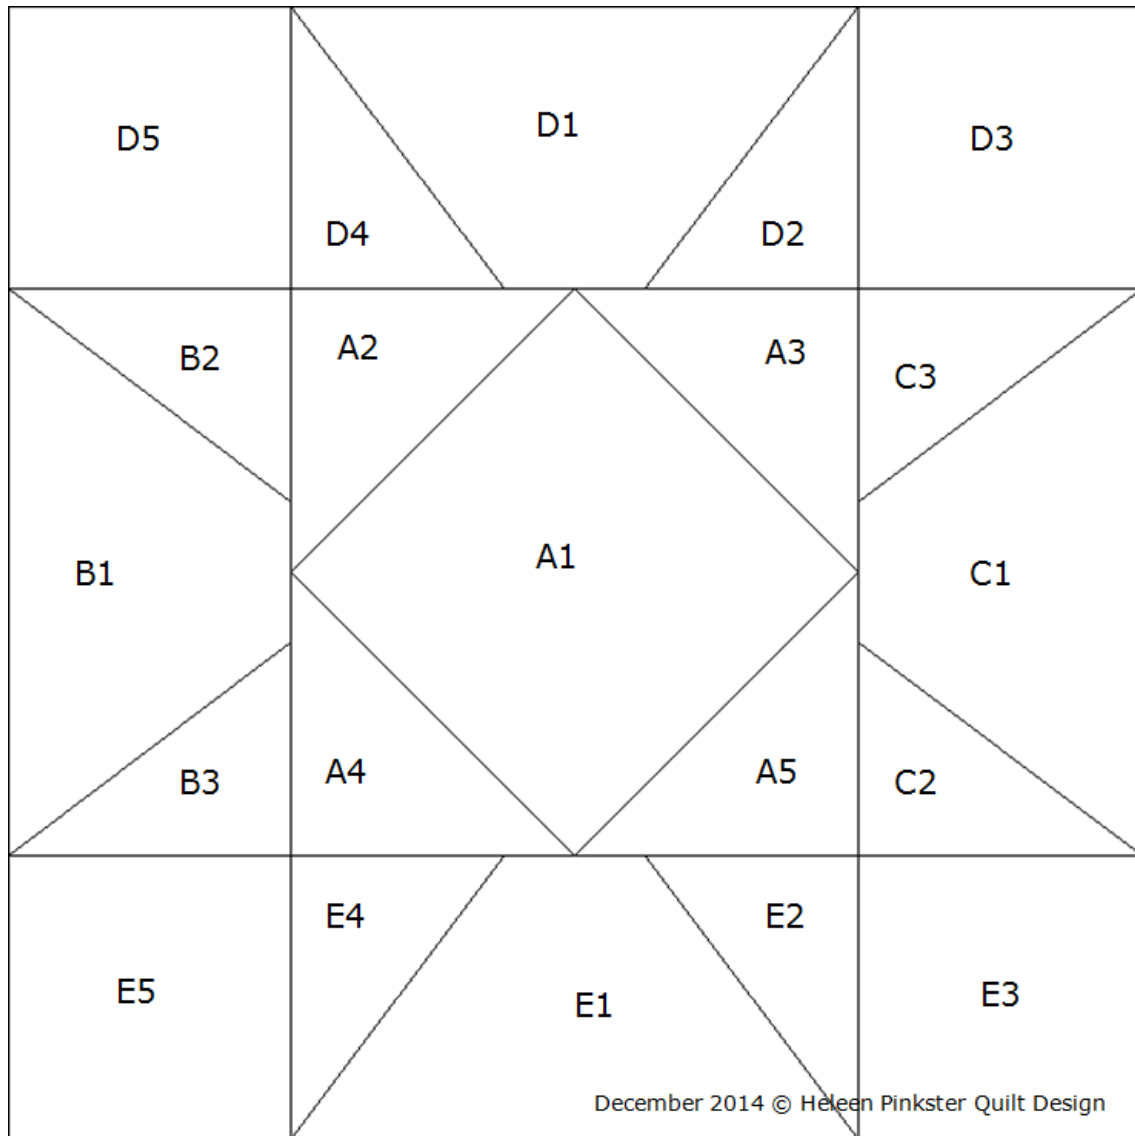 D5 D1 D3
D4 D2
B2 A2 A3 C3
B1 A1 C1
B3 A4 A5 C2
E4 E2
E5 E1 E3
December 2014 © Heleen Pinkster Quilt Design